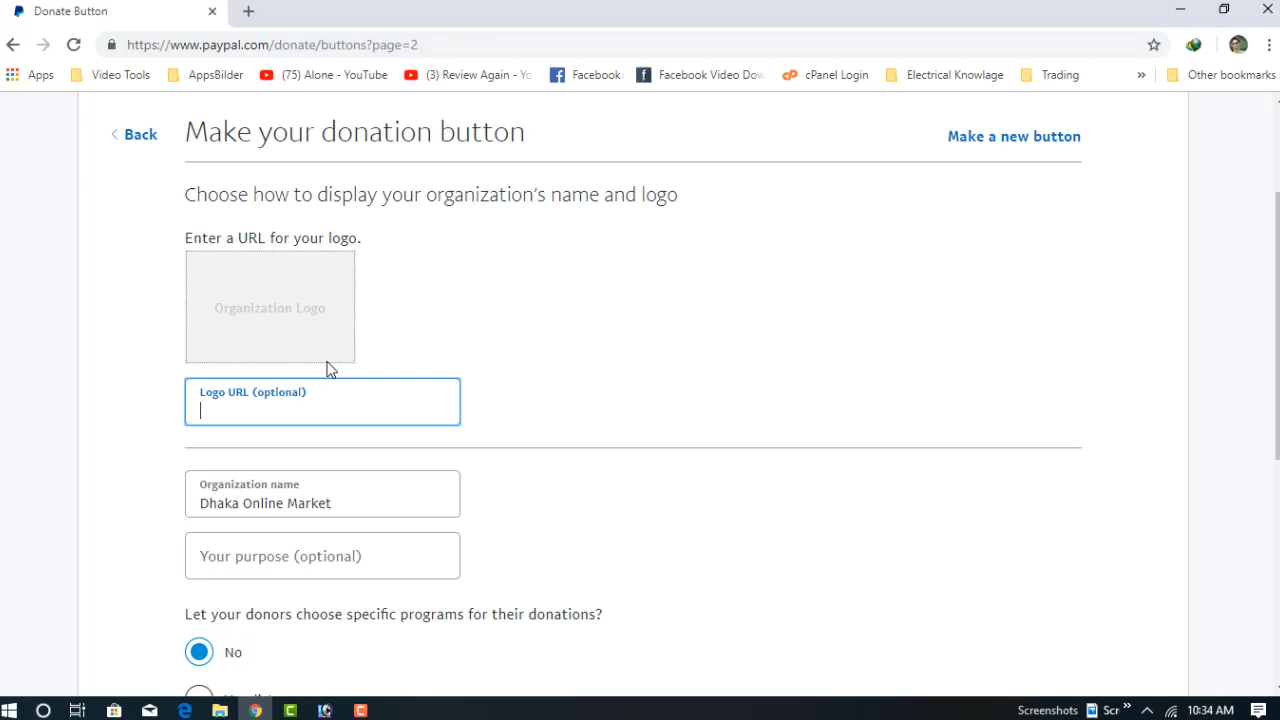 Donate Button
https://www.paypal.com/donate/buttons?page=2
Apps
Video Tools
AppsBilder
(75) Alone - YouTube
(3) Review Again - Yo
Facebook
Facebook Video Dow
cPanel Login
Electrical Knowlage
Trading
»
Other bookmarks
Back
Make your donation button
Make a new button
Choose how to display your organization's name and logo
Enter a URL for your logo.
Organization Logo
Logo URL (optional)
Organization name
Dhaka Online Market
Your purpose (optional)
Let your donors choose specific programs for their donations?
No
Screenshots
Scr
»
10:34 AM